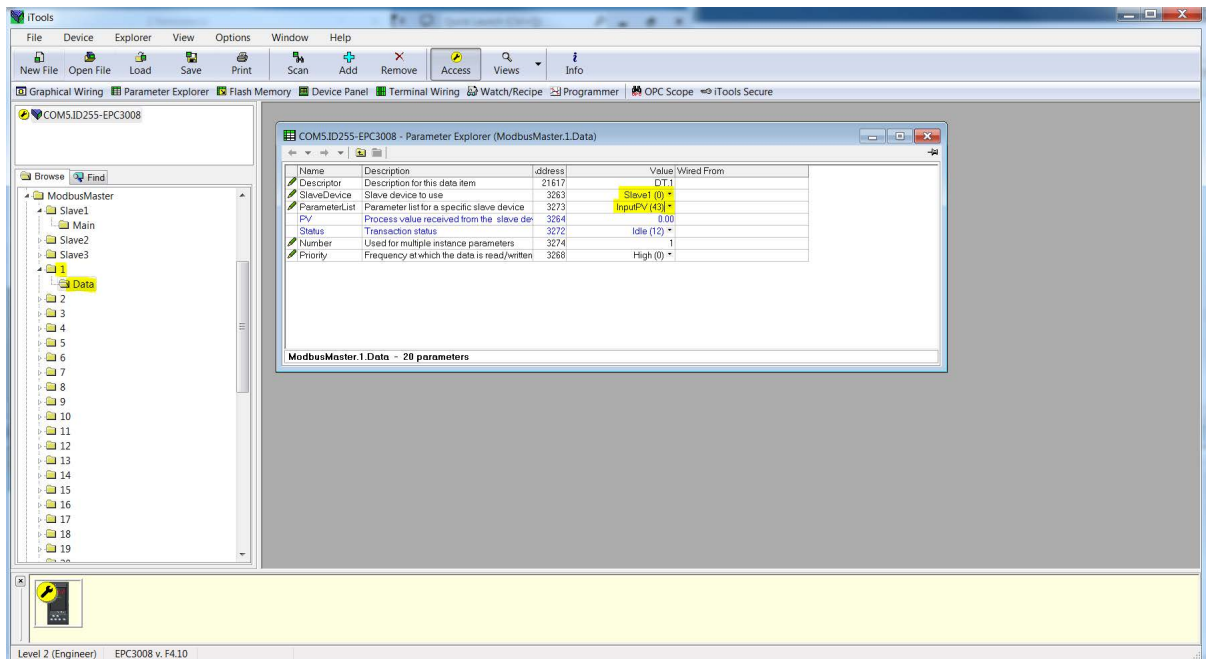 iTools
File Device Explorer View Options Window Help
New File Open File Load Save Print Scan Add Remove Access Views Info
Graphical Wiring Parameter Explorer Flash Memory Device Panel Terminal Wiring Watch/Recipe Programmer OPC Scope iTools Secure
COM5.ID255-EPC3008
Browse Find
ModbusMaster
Slave1
Main
Slave2
Slave3
1
Data
2
3
4
5
6
7
8
9
10
11
12
13
14
15
16
17
18
19
COM5.ID255-EPC3008 - Parameter Explorer (ModbusMaster.1.Data)
Name Description ddress Value Wired From
Descriptor Description for this data item 21617 DT.1
SlaveDevice Slave device to use 3263 Slave1 (0)
ParameterList Parameter list for a specific slave device 3273 InputPV (43)
PV Process value received from the slave de 3264 0.00
Status Transaction status 3272 Idle (12)
Number Used for multiple instance parameters 3274 1
Priority Frequency at which the data is read/written 3268 High (0)
ModbusMaster.1.Data - 20 parameters
Level 2 (Engineer) EPC3008 v. F4.10